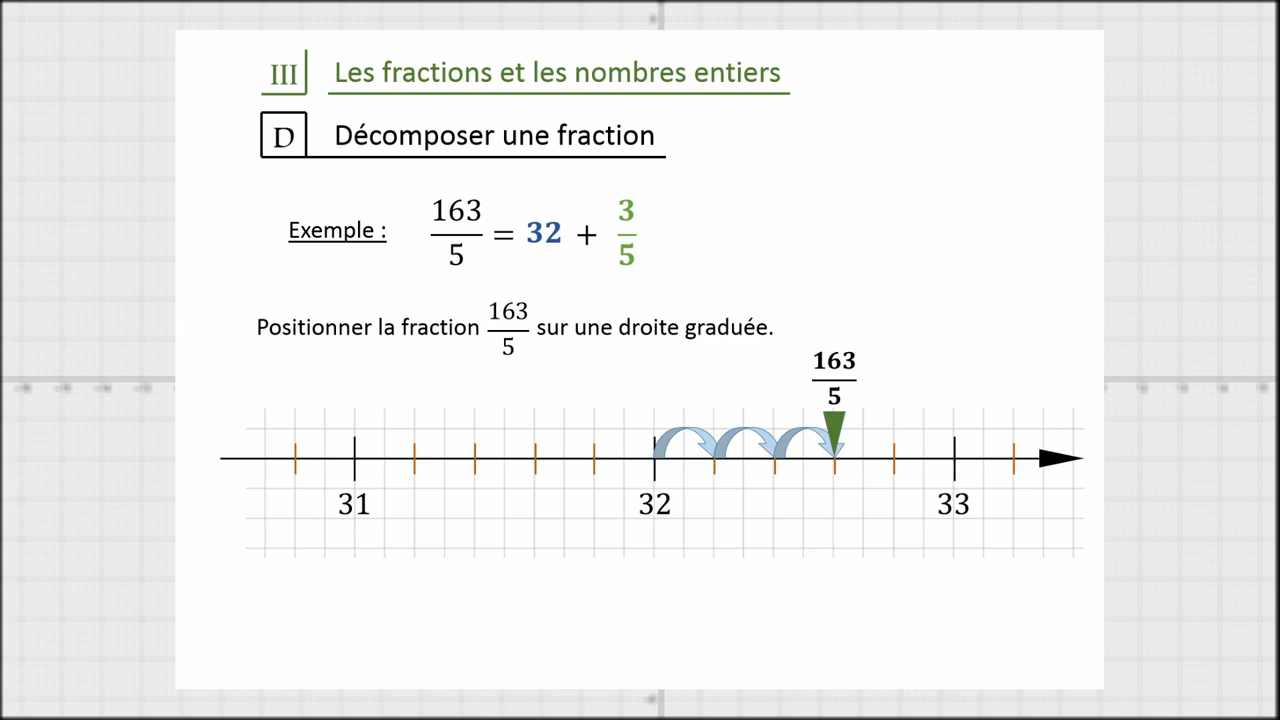 III Les fractions et les nombres entiers
D Décomposer une fraction
Exemple : 163/5 = 32 + 3/5
Positionner la fraction 163/5 sur une droite graduée.
163/5
31 32 33